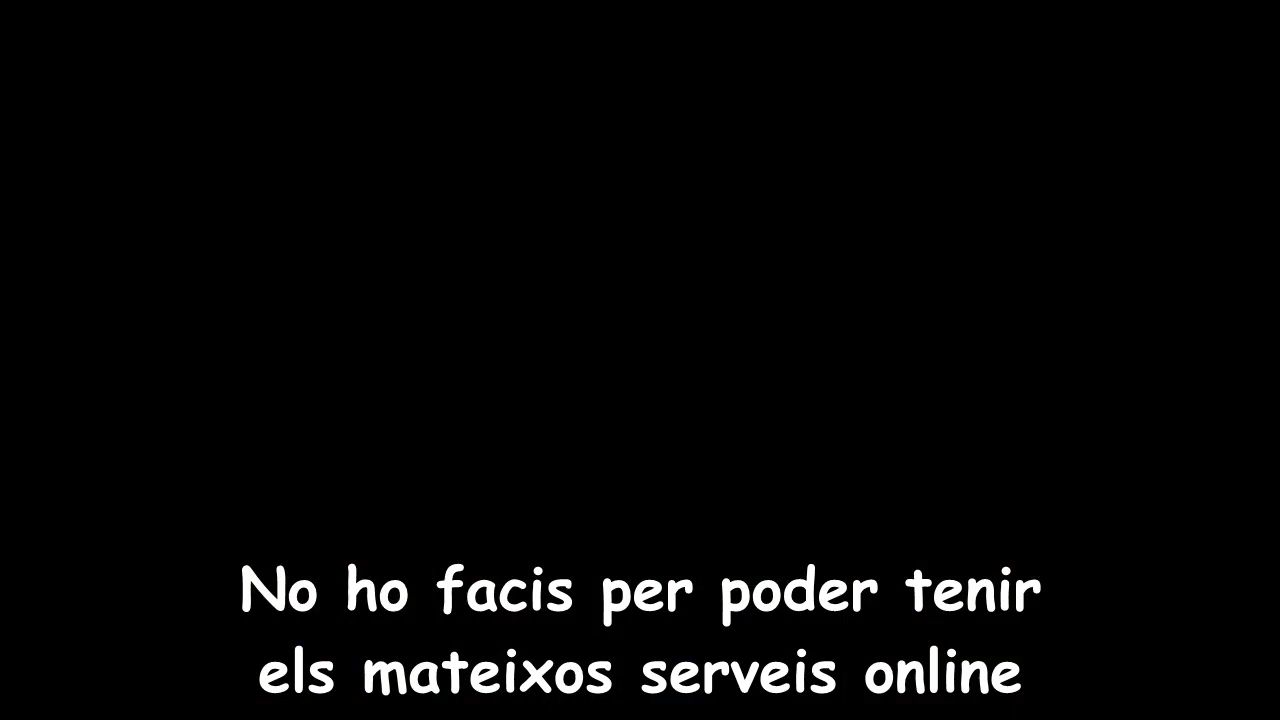 No ho facis per poder tenir
els mateixos serveis online